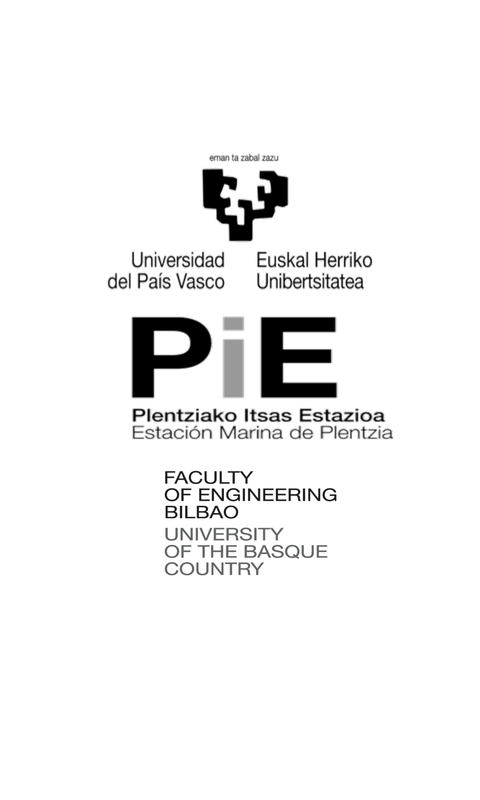 eman ta zabal zazu
Universidad
del País Vasco
Euskal Herriko
Unibertsitatea
PiE
Plentziako Itsas Estazioa
Estación Marina de Plentzia
FACULTY
OF ENGINEERING
BILBAO
UNIVERSITY
OF THE BASQUE
COUNTRY